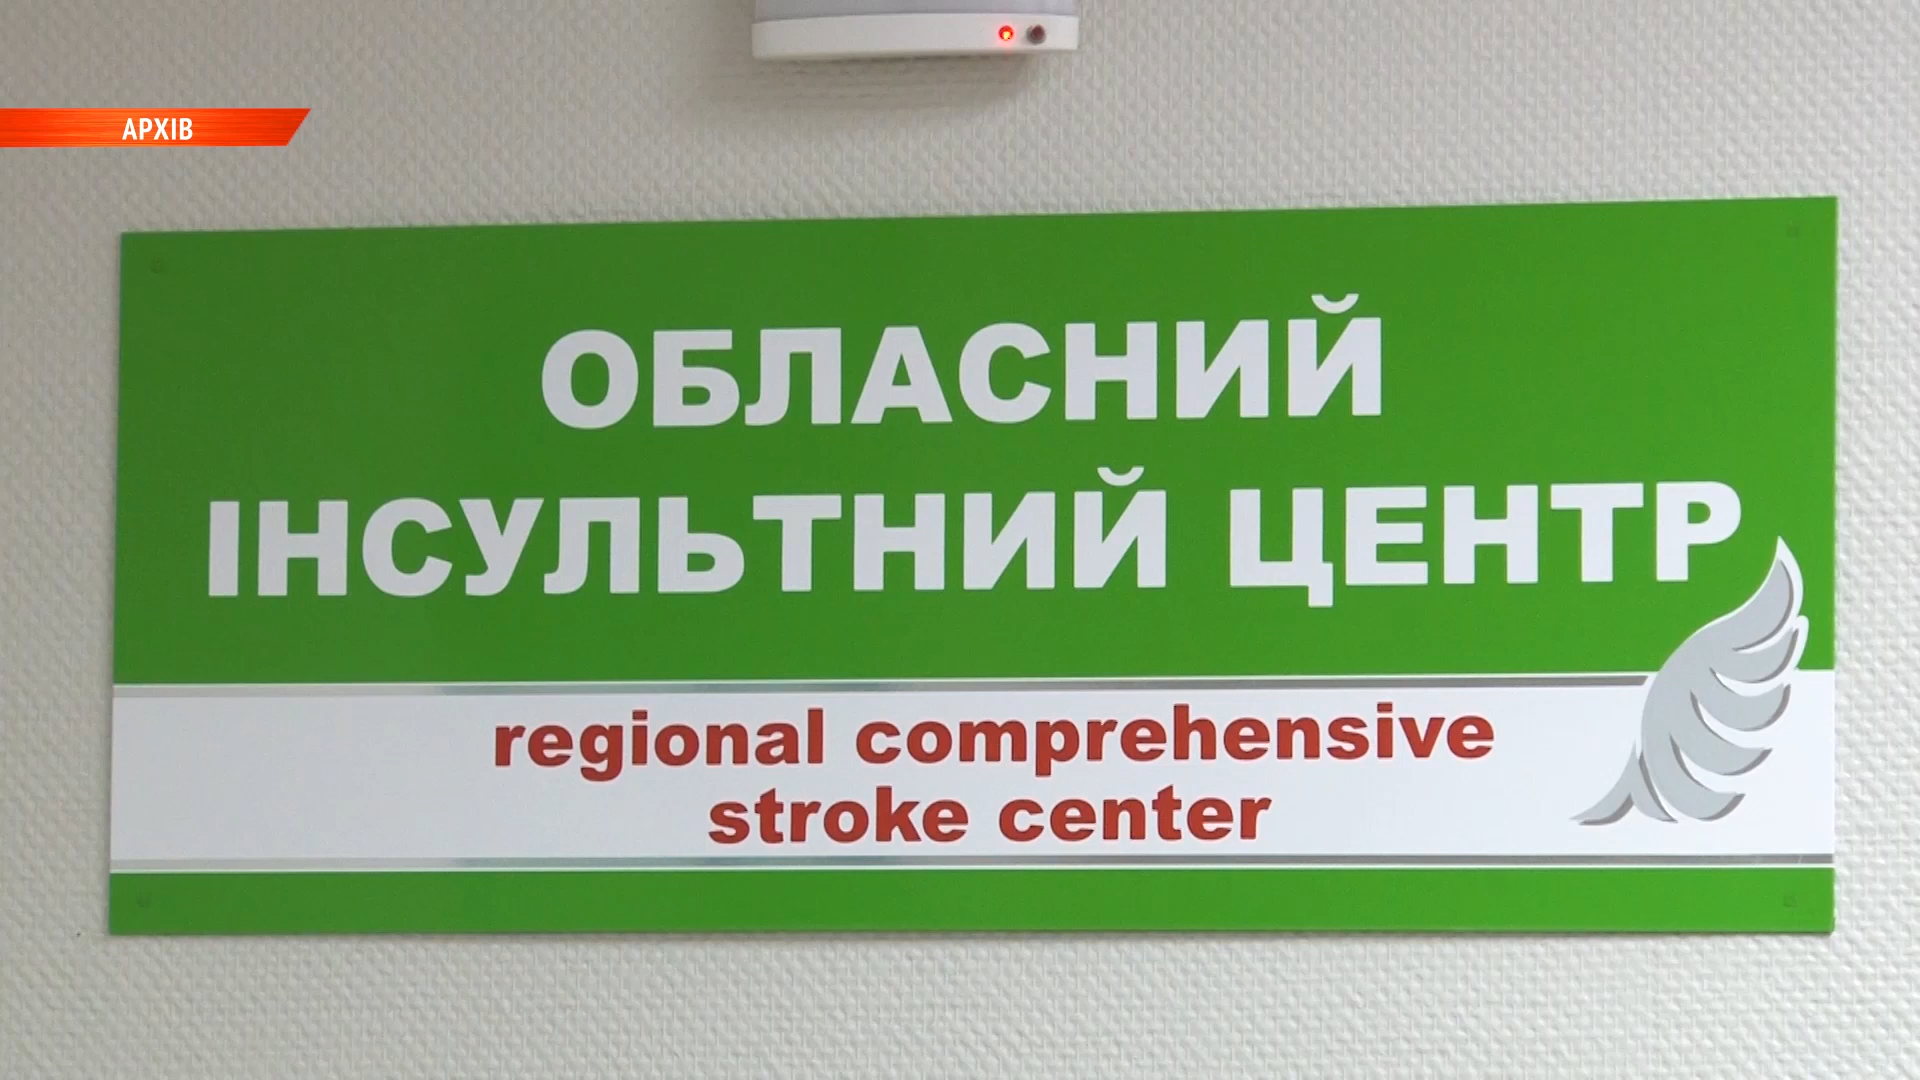 АРХІВ
ОБЛАСНИЙ
ІНСУЛЬТНИЙ ЦЕНТР
regional comprehensive
stroke center